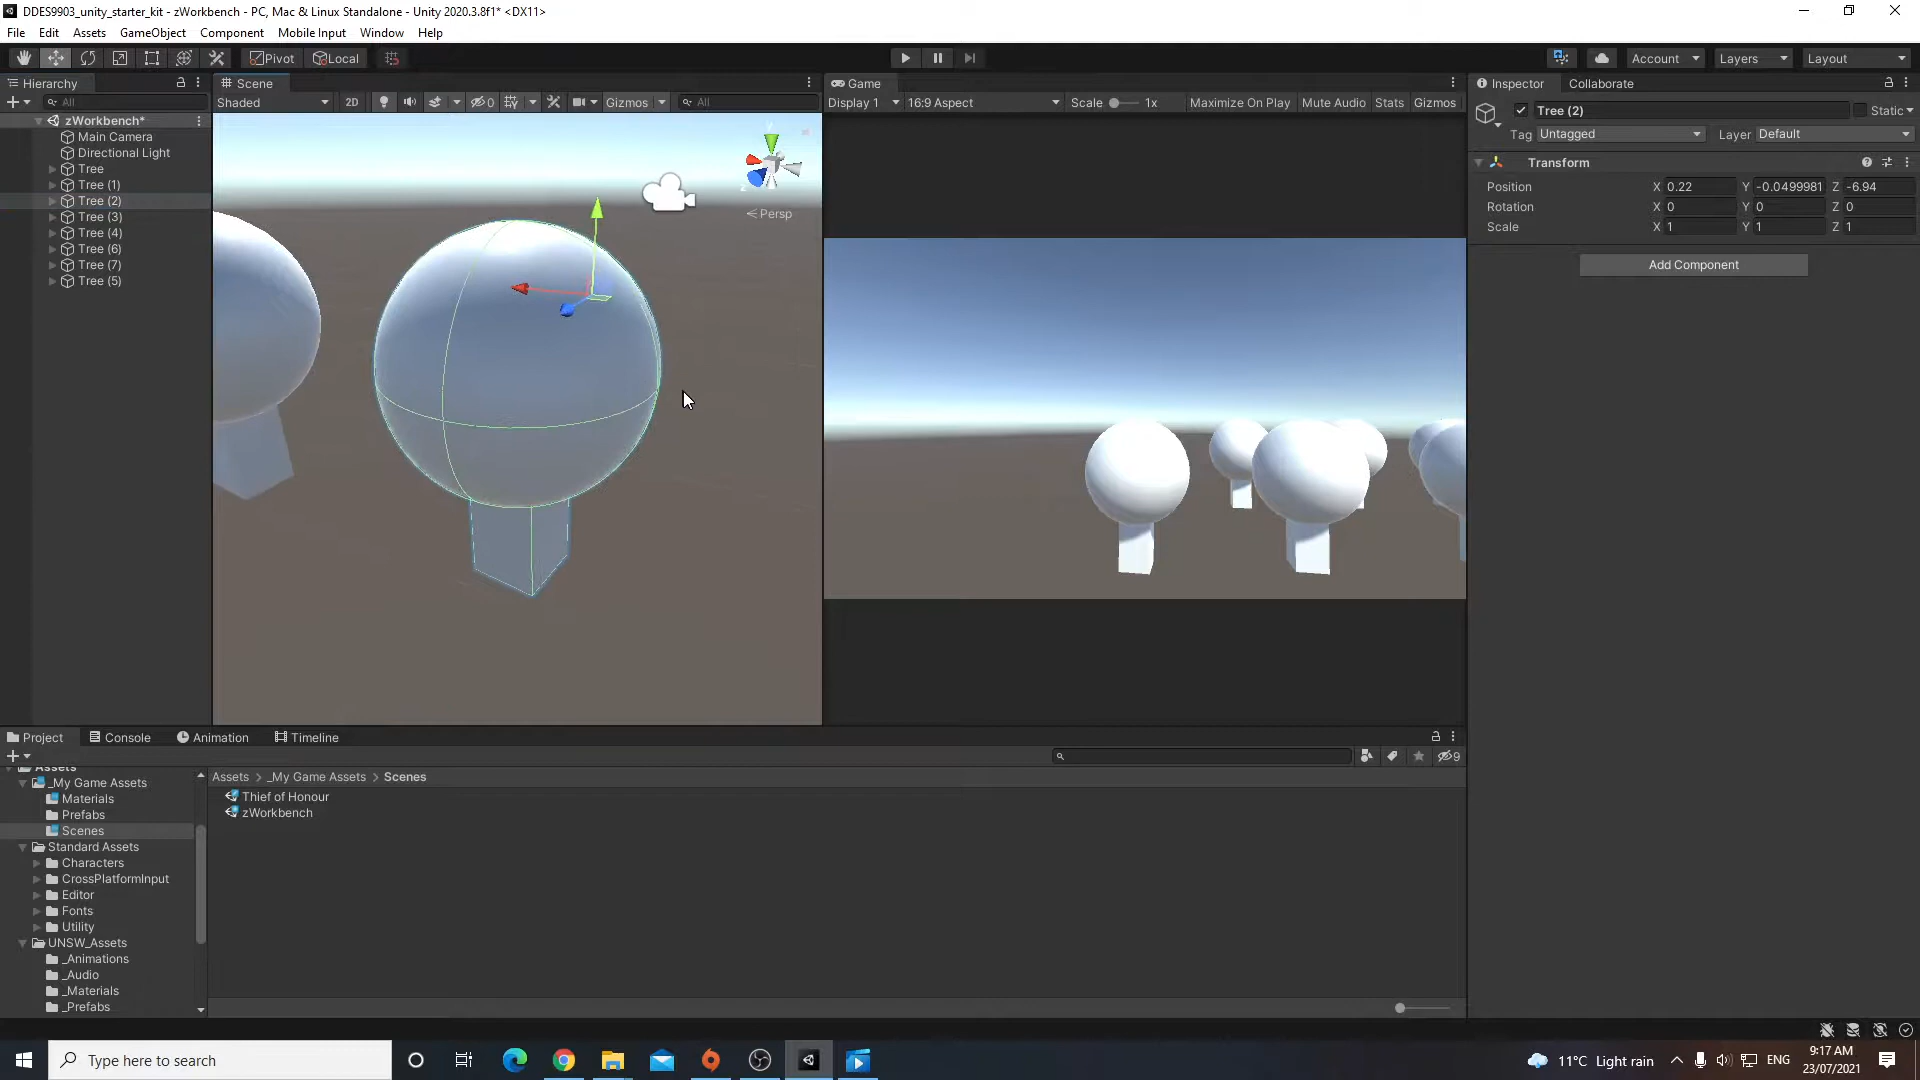 DDES9903_unity_starter_kit - zWorkbench - PC, Mac & Linux Standalone - Unity 2020.3.8f1* <DX11>
File Edit Assets GameObject Component Mobile Input Window Help
Pivot Local Account Layers Layout
Hierarchy
All
zWorkbench*
Main Camera
Directional Light
Tree
Tree (1)
Tree (2)
Tree (3)
Tree (4)
Tree (6)
Tree (7)
Tree (5)
Scene
Shaded 2D 0 Gizmos All
Persp
Game
Display 1 16:9 Aspect Scale 1x Maximize On Play Mute Audio Stats Gizmos
Inspector Collaborate
Tree (2) Static
Tag Untagged Layer Default
Transform
Position X 0.22 Y -0.0499981 Z -6.94
Rotation X 0 Y 0 Z 0
Scale X 1 Y 1 Z 1
Add Component
Project Console Animation Timeline
9
Assets
_My Game Assets
Materials
Prefabs
Scenes
Standard Assets
Characters
CrossPlatformInput
Editor
Fonts
Utility
UNSW_Assets
_Animations
_Audio
_Materials
_Prefabs
Assets > _My Game Assets > Scenes
Thief of Honour
zWorkbench
Type here to search
11°C Light rain
ENG
9:17 AM
23/07/2021